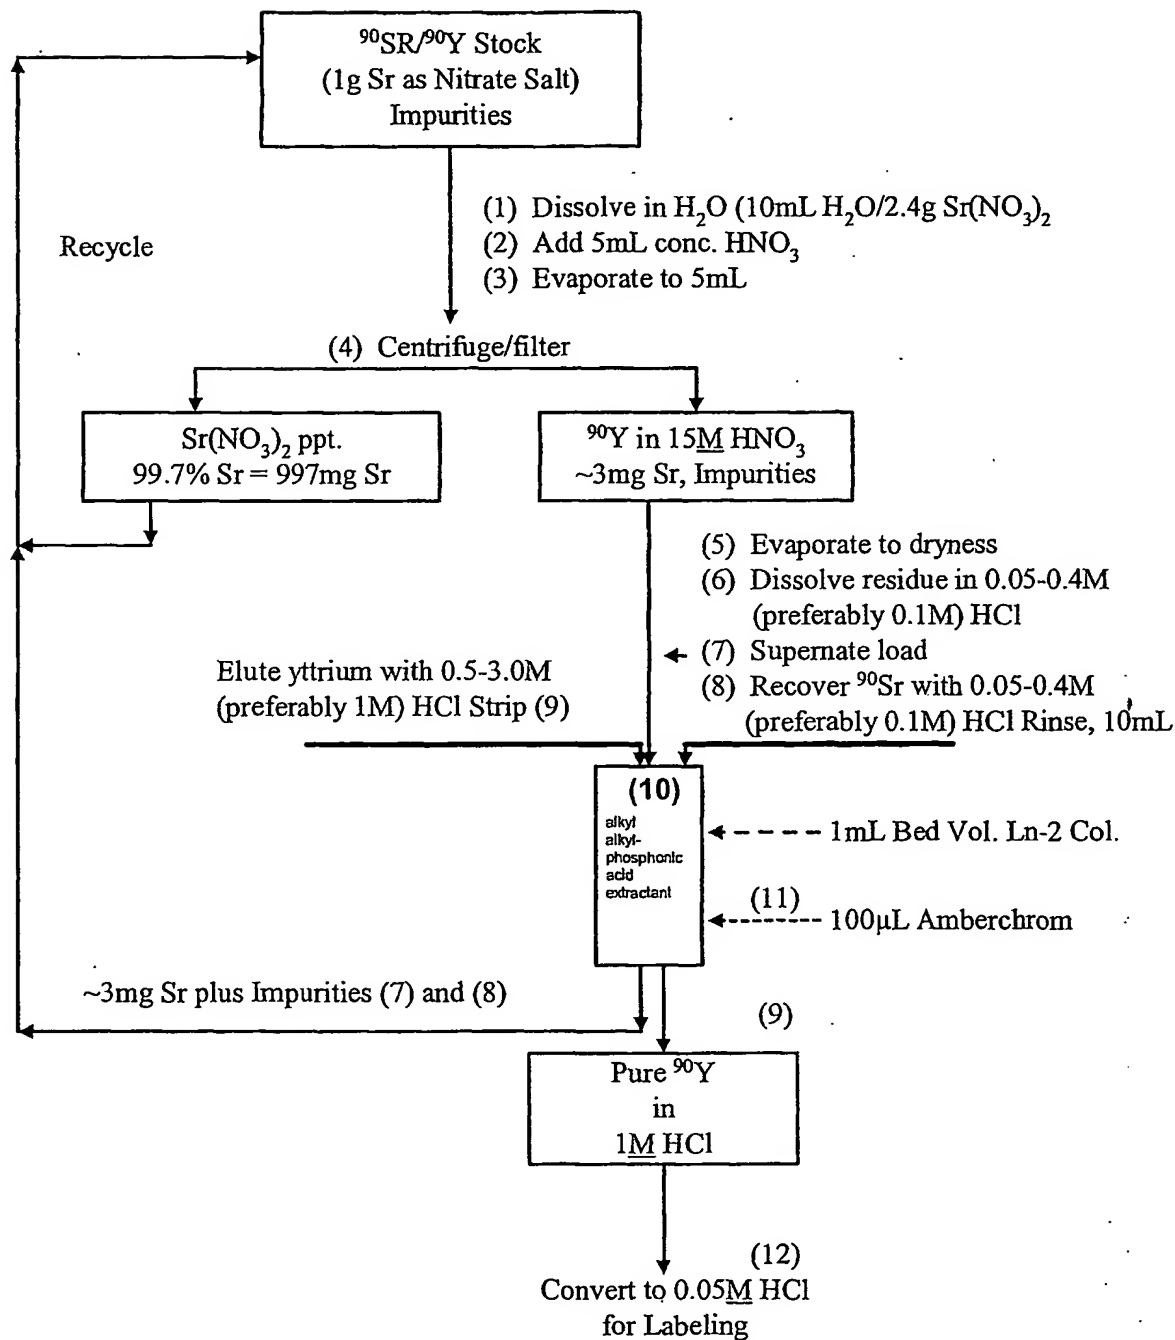 ⁹⁰SR/⁹⁰Y Stock
(1g Sr as Nitrate Salt)
Impurities
(1) Dissolve in H₂O (10mL H₂O/2.4g Sr(NO₃)₂
(2) Add 5mL conc. HNO₃
(3) Evaporate to 5mL
Recycle
(4) Centrifuge/filter
Sr(NO₃)₂ ppt.
99.7% Sr = 997mg Sr
⁹⁰Y in 15M HNO₃
~3mg Sr, Impurities
(5) Evaporate to dryness
(6) Dissolve residue in 0.05-0.4M
(preferably 0.1M) HCl
(7) Supernate load
(8) Recover ⁹⁰Sr with 0.05-0.4M
(preferably 0.1M) HCl Rinse, 10mL
Elute yttrium with 0.5-3.0M
(preferably 1M) HCl Strip (9)
(10)
alkyl
alkyl-
phosphonic
acid
extractant
1mL Bed Vol. Ln-2 Col.
(11)
100μL Amberchrom
~3mg Sr plus Impurities (7) and (8)
(9)
Pure ⁹⁰Y
in
1M HCl
(12)
Convert to 0.05M HCl
for Labeling